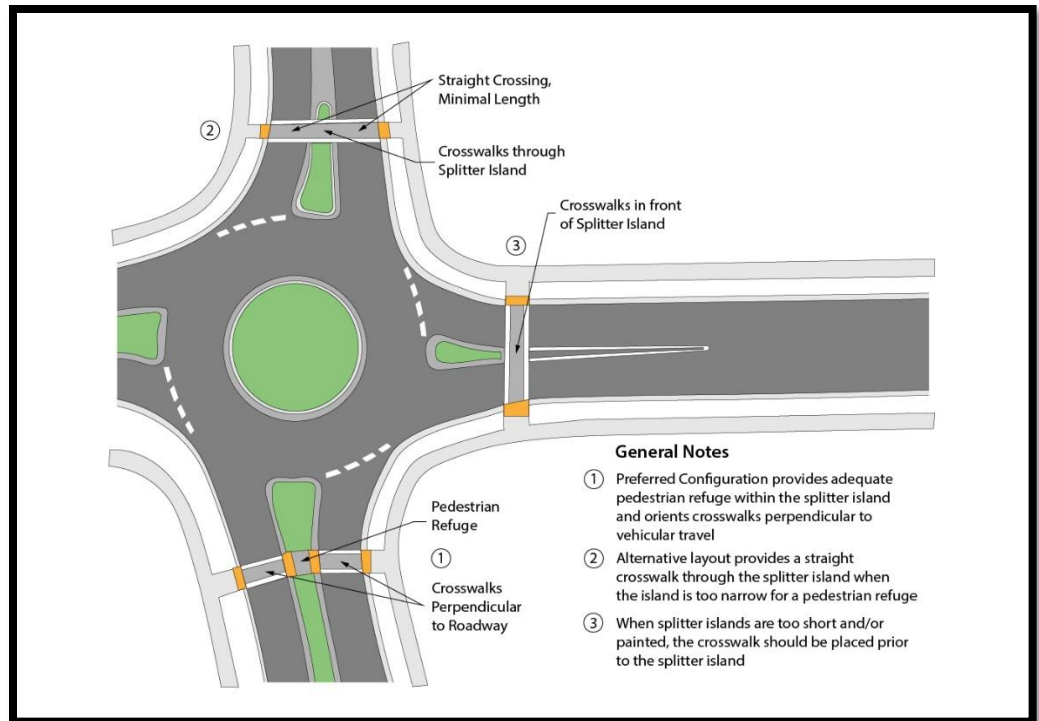 Straight Crossing,
Minimal Length
②
Crosswalks through
Splitter Island
Crosswalks in front
of Splitter Island
③
Pedestrian
Refuge
①
Crosswalks
Perpendicular
to Roadway
General Notes
① Preferred Configuration provides adequate
pedestrian refuge within the splitter island
and orients crosswalks perpendicular to
vehicular travel
② Alternative layout provides a straight
crosswalk through the splitter island when
the island is too narrow for a pedestrian refuge
③ When splitter islands are too short and/or
painted, the crosswalk should be placed prior
to the splitter island